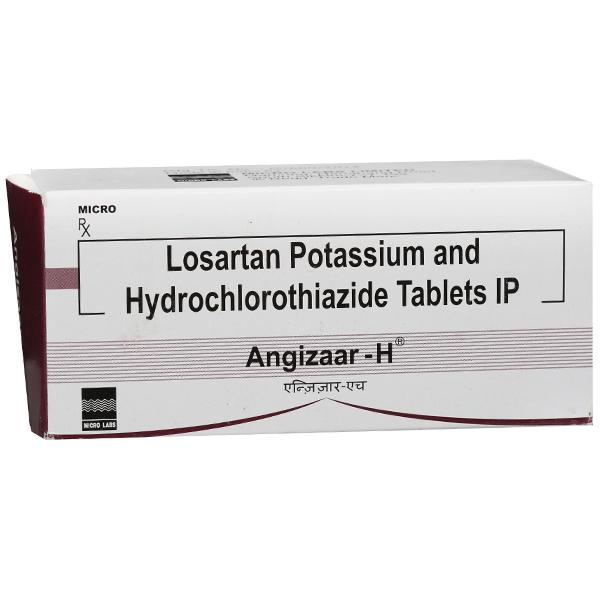 MICRO
Rx
Losartan Potassium and
Hydrochlorothiazide Tablets IP
Angizaar -H®
एन्ज़िज़ार-एच
MICRO LABS